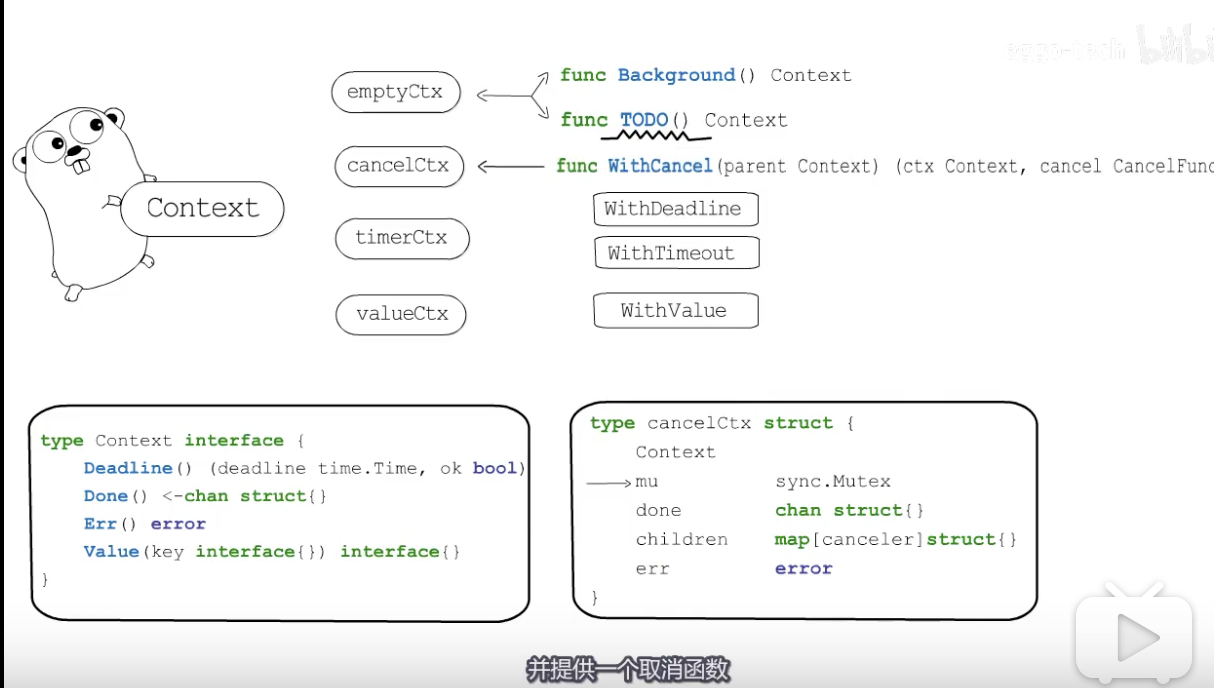 eggo-tech bilibi
emptyCtx
func Background() Context
func TODO() Context
cancelCtx
func WithCancel(parent Context) (ctx Context, cancel CancelFunc
Context
WithDeadline
timerCtx
WithTimeout
valueCtx
WithValue
type Context interface {
Deadline() (deadline time.Time, ok bool)
Done() <-chan struct{}
Err() error
Value(key interface{}) interface{}
}
type cancelCtx struct {
Context
mu sync.Mutex
done chan struct{}
children map[canceler]struct{}
err error
}
并提供一个取消函数